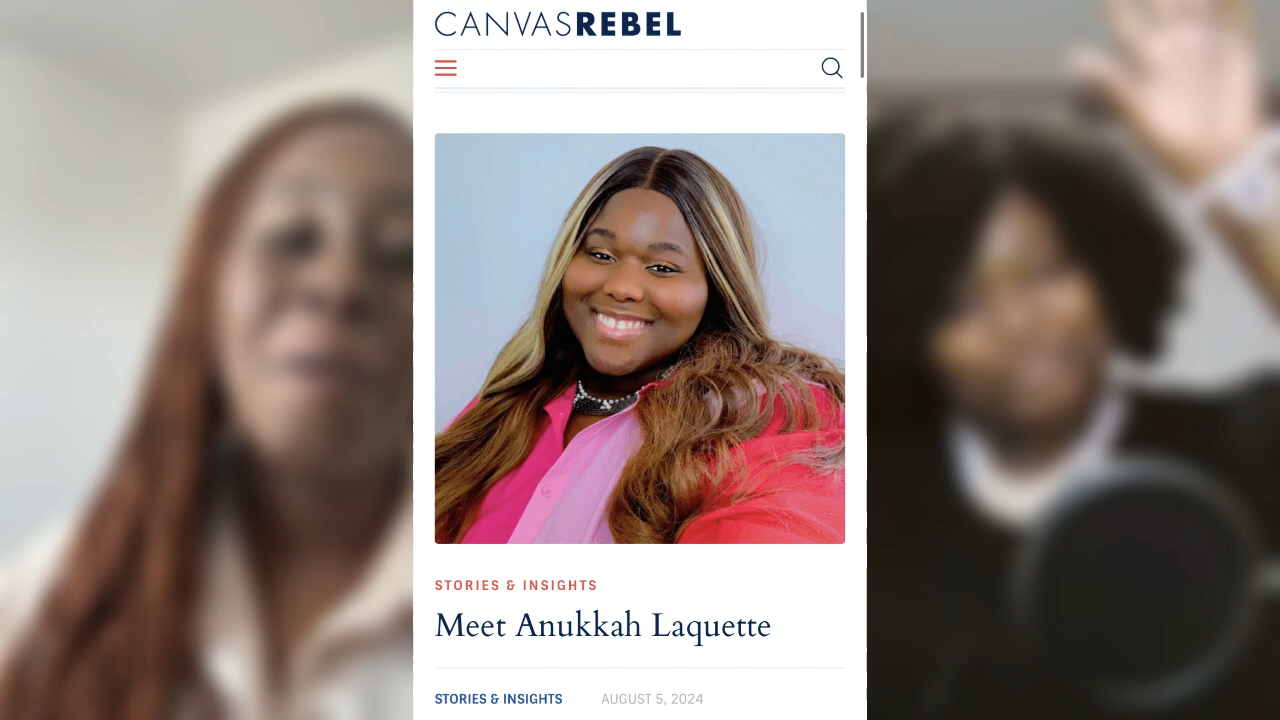 CANVASREBEL
STORIES & INSIGHTS
Meet Anukkah Laquette
STORIES & INSIGHTS AUGUST 5, 2024